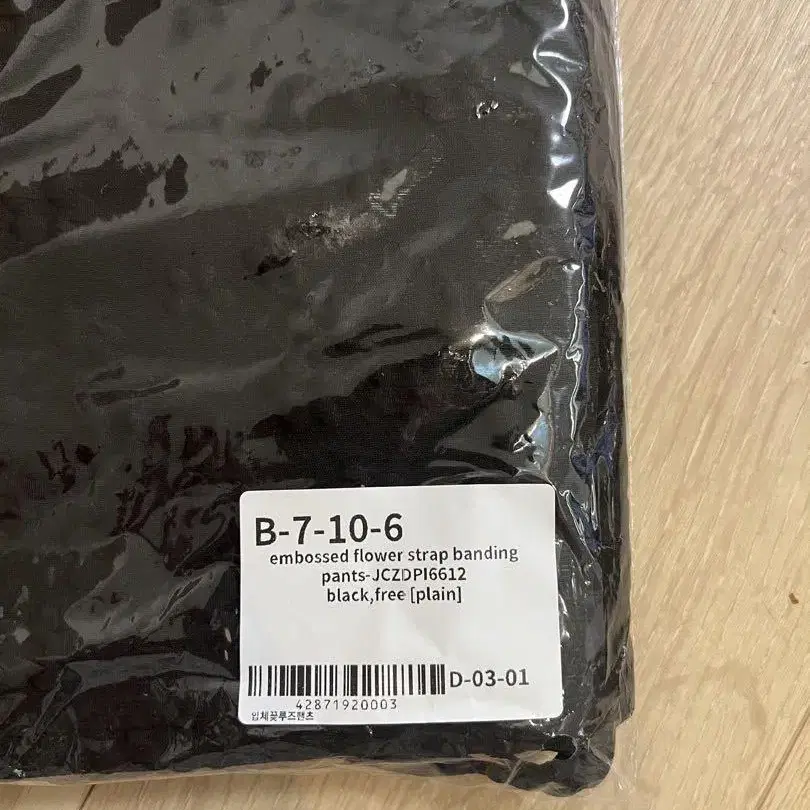 B-7-10-6
embossed flower strap banding
pants-JCZDPI6612
black,free [plain]
D-03-01
42871920003
입체꽃루즈팬츠